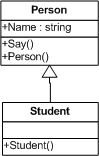 Person
+Name : string
+Say()
+Person()
Student
+Student()